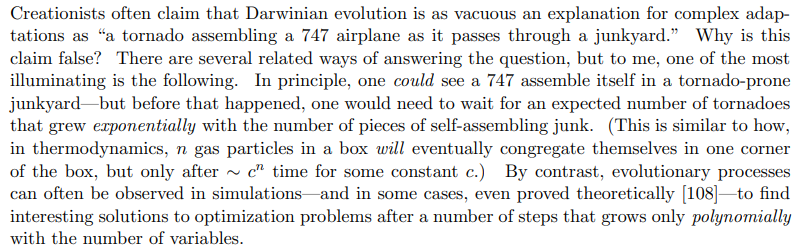 Creationists often claim that Darwinian evolution is as vacuous an explanation for complex adap-
tations as “a tornado assembling a 747 airplane as it passes through a junkyard.” Why is this
claim false? There are several related ways of answering the question, but to me, one of the most
illuminating is the following. In principle, one could see a 747 assemble itself in a tornado-prone
junkyard—but before that happened, one would need to wait for an expected number of tornadoes
that grew exponentially with the number of pieces of self-assembling junk. (This is similar to how,
in thermodynamics, n gas particles in a box will eventually congregate themselves in one corner
of the box, but only after ∼ cⁿ time for some constant c.) By contrast, evolutionary processes
can often be observed in simulations—and in some cases, even proved theoretically [108]—to find
interesting solutions to optimization problems after a number of steps that grows only polynomially
with the number of variables.